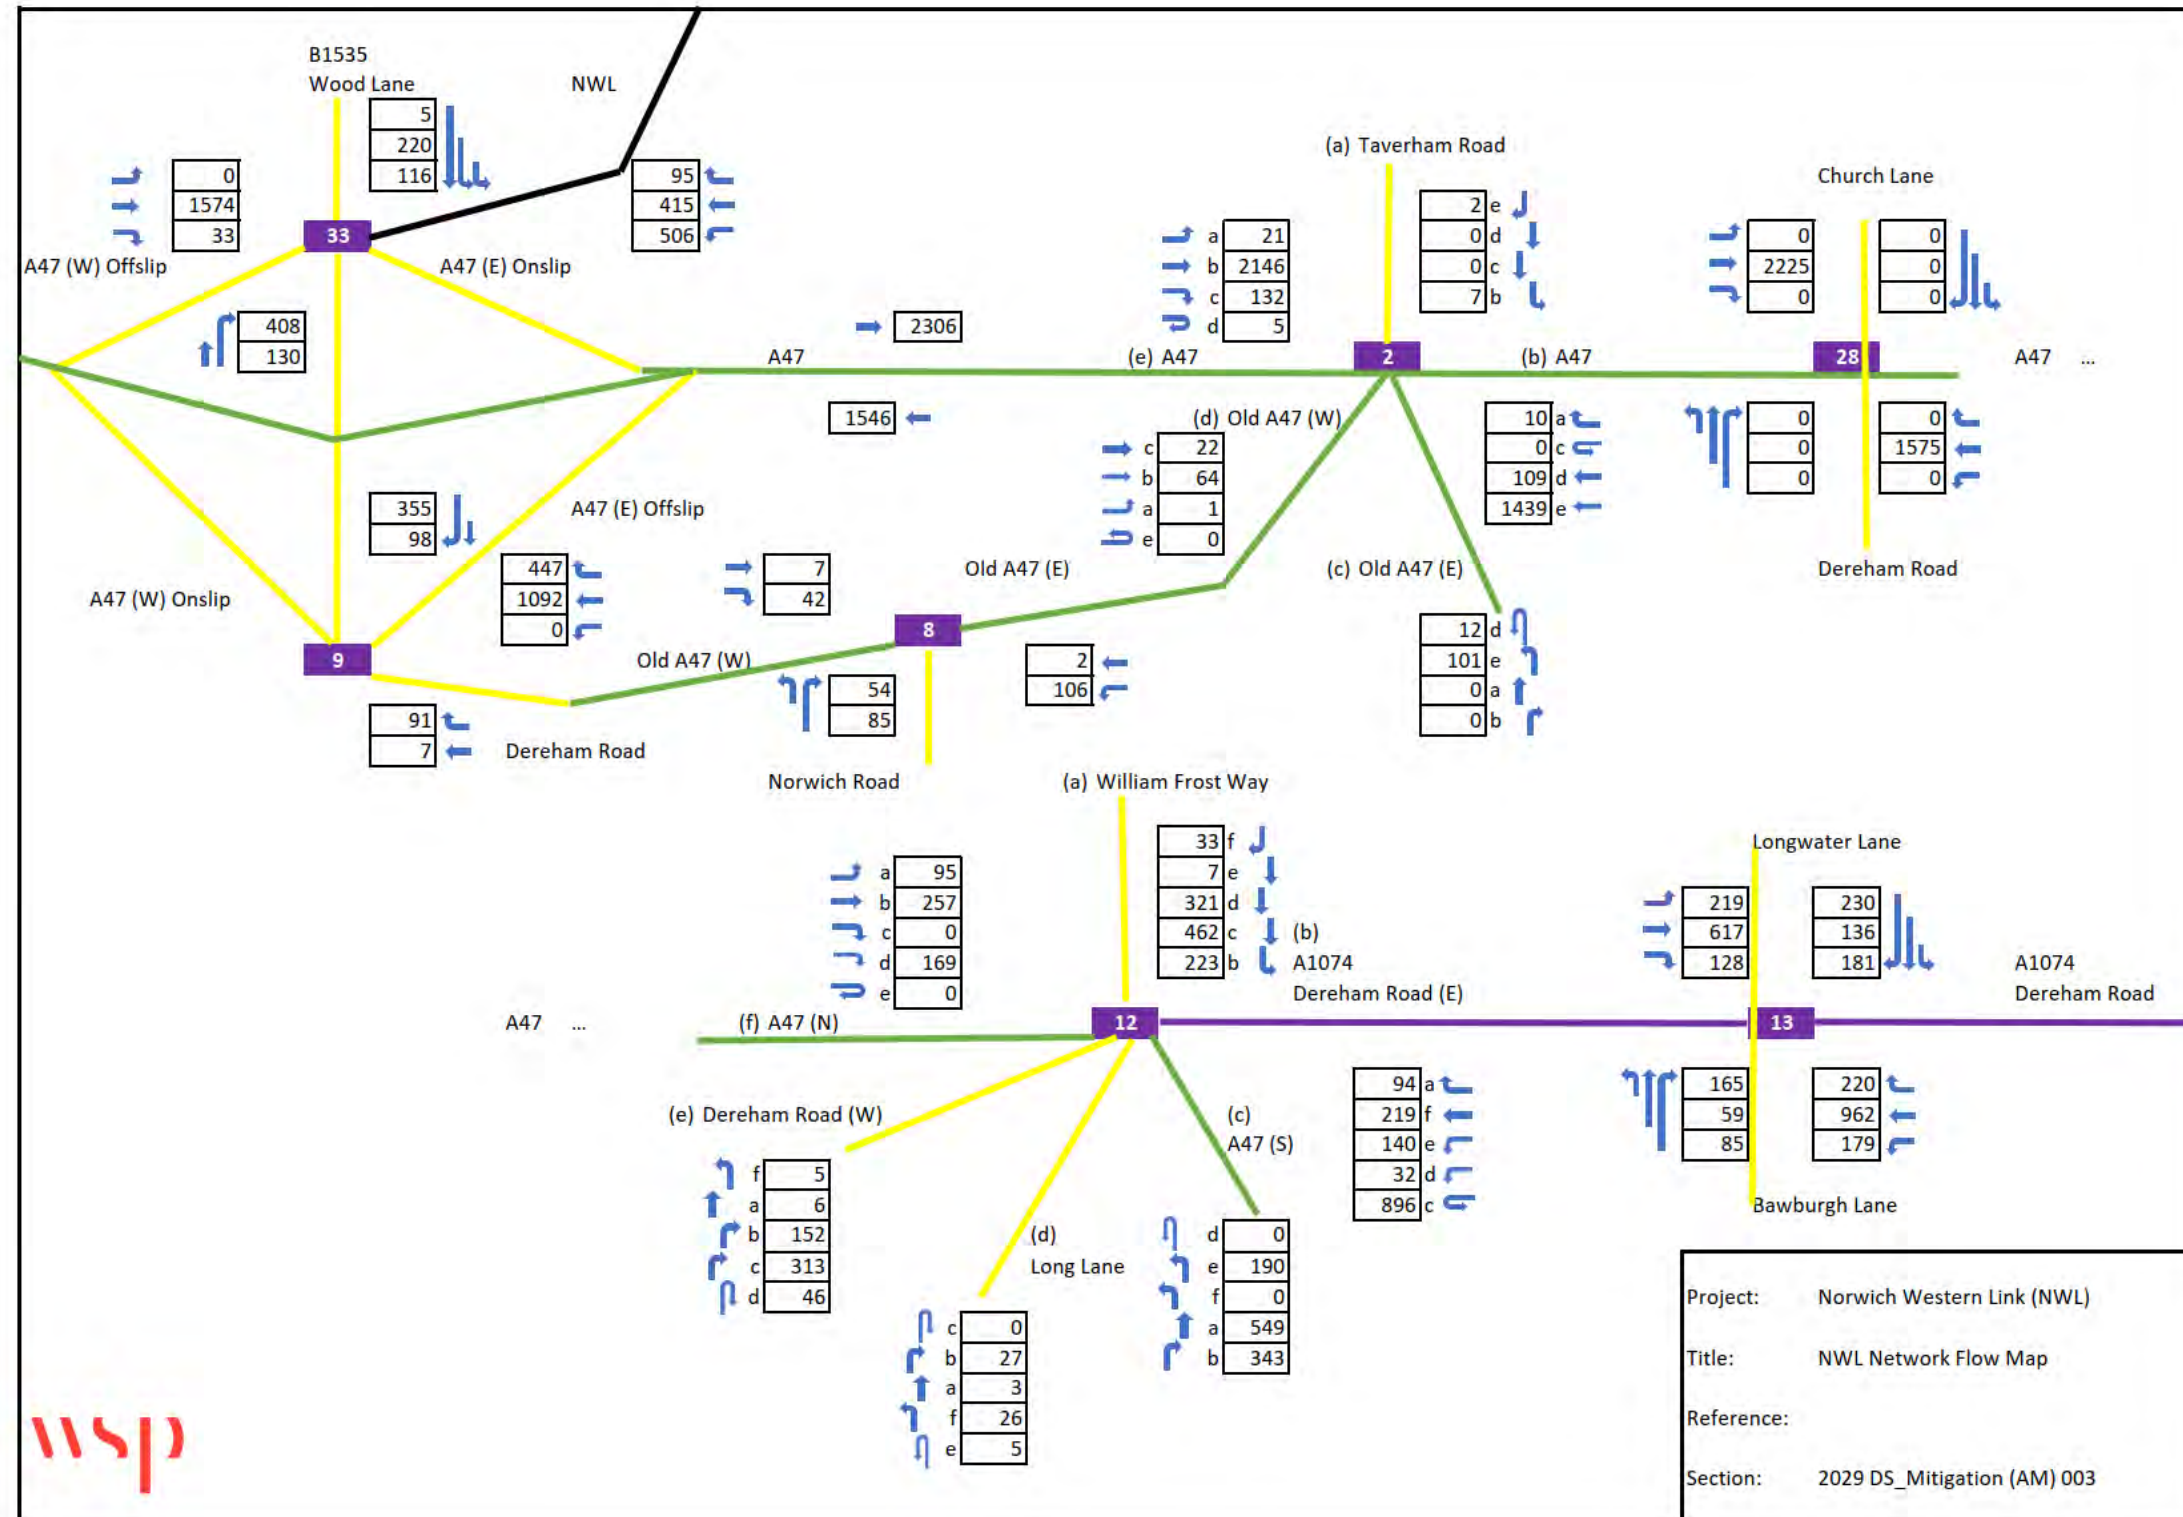 B1535
Wood Lane
NWL
5
220
116
0
1574
33
95
415
506
33
A47 (W) Offslip
A47 (E) Onslip
408
130
2306
A47
1546
(a) Taverham Road
2 e
0 d
0 c
7 b
a 21
b 2146
c 132
d 5
(e) A47
2
(b) A47
Church Lane
0
2225
0
0
0
0
28
A47 ...
(d) Old A47 (W)
c 22
b 64
a 1
e 0
10 a
0 c
109 d
1439 e
0
0
0
0
1575
0
Dereham Road
355
98
A47 (E) Offslip
A47 (W) Onslip
447
1092
0
7
42
Old A47 (E)
(c) Old A47 (E)
8
9
Old A47 (W)
2
106
54
85
12 d
101 e
0 a
0 b
91
7
Dereham Road
Norwich Road
(a) William Frost Way
33 f
7 e
321 d
462 c
223 b
a 95
b 257
c 0
d 169
e 0
(b)
A1074
Dereham Road (E)
Longwater Lane
219
617
128
230
136
181
A1074
Dereham Road
A47 ...
(f) A47 (N)
12
13
(e) Dereham Road (W)
f 5
a 6
b 152
c 313
d 46
(c)
A47 (S)
94 a
219 f
140 e
32 d
896 c
165
59
85
220
962
179
Bawburgh Lane
(d)
Long Lane
d 0
e 190
f 0
a 549
b 343
c 0
b 27
a 3
f 26
e 5
Project: Norwich Western Link (NWL)
Title: NWL Network Flow Map
Reference:
Section: 2029 DS_Mitigation (AM) 003
wsp